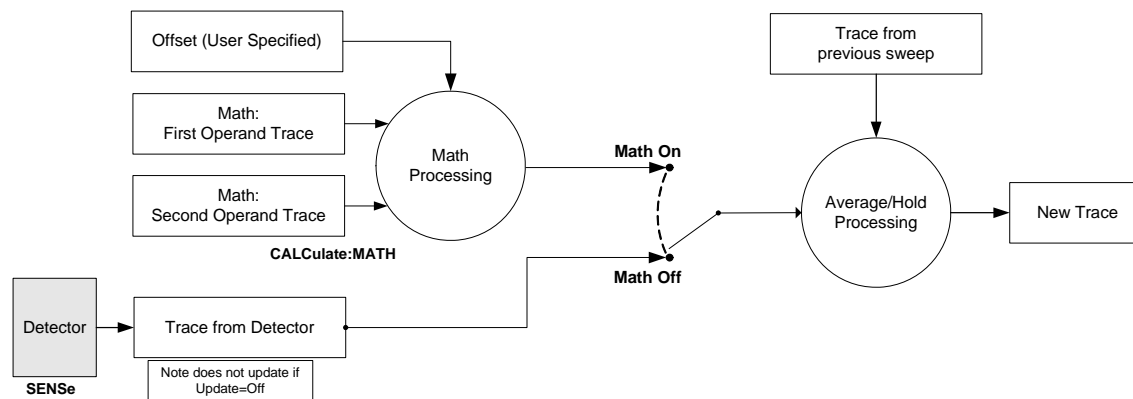 Offset (User Specified)
Math:
First Operand Trace
Math:
Second Operand Trace
CALCulate:MATH
Math
Processing
Math On
Math Off
Trace from
previous sweep
Average/Hold
Processing
New Trace
Detector
SENSe
Trace from Detector
Note does not update if
Update=Off